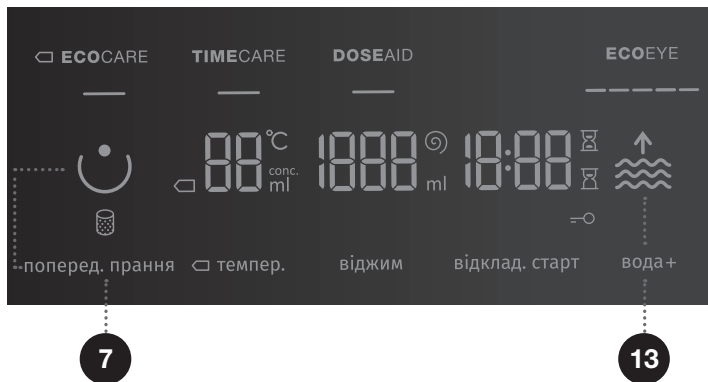 ECOCARE TIMECARE DOSEAID ECOEYE
88 °C 1888 18:88
conc.
ml ml
поперед. прання темпер. віджим відклад. старт вода+
7 13